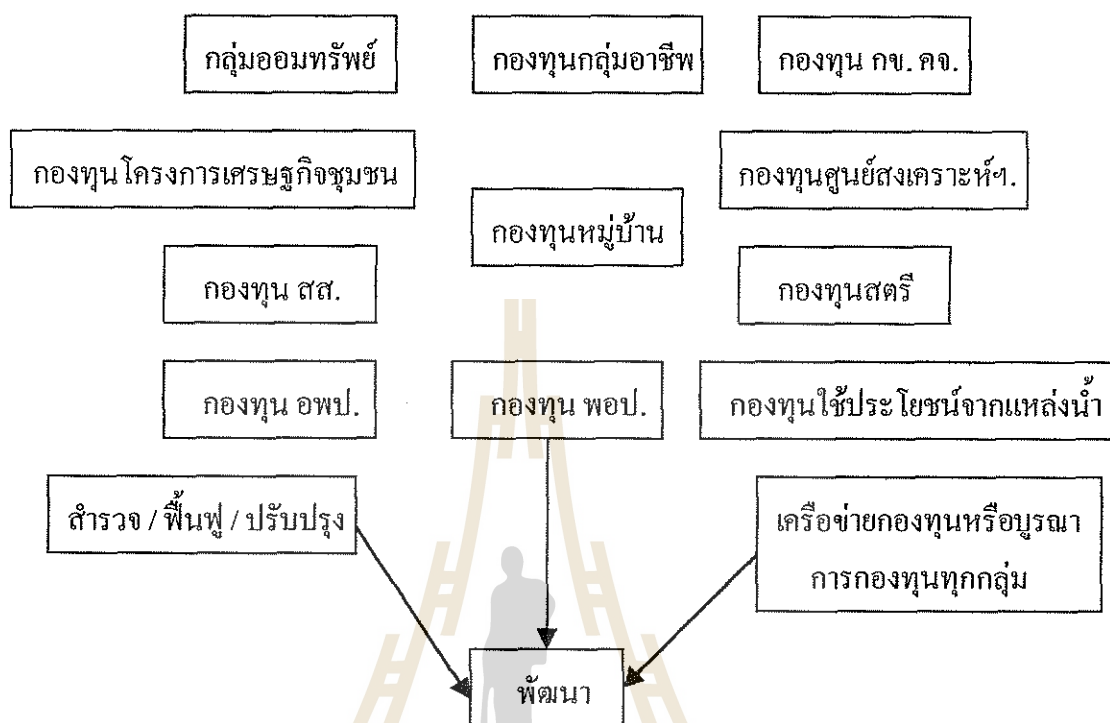 กลุ่มออมทรัพย์
กองทุนกลุ่มอาชีพ
กองทุน กข. คจ.
กองทุนโครงการเศรษฐกิจชุมชน
กองทุนศูนย์สงเคราะห์ฯ.
กองทุนหมู่บ้าน
กองทุน สส.
กองทุนสตรี
กองทุน อพป.
กองทุน พอป.
กองทุนใช้ประโยชน์จากแหล่งน้ำ
สำรวจ / ฟื้นฟู / ปรับปรุง
เครือข่ายกองทุนหรือบูรณา
การกองทุนทุกกลุ่ม
พัฒนา